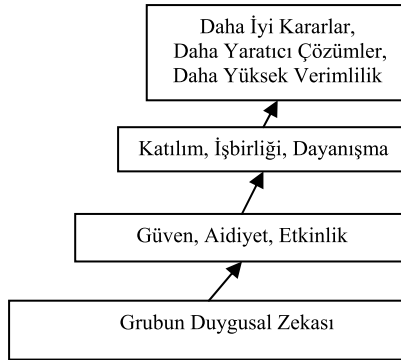 Daha İyi Kararlar,
Daha Yaratıcı Çözümler,
Daha Yüksek Verimlilik
Katılım, İşbirliği, Dayanışma
Güven, Aidiyet, Etkinlik
Grubun Duygusal Zekası